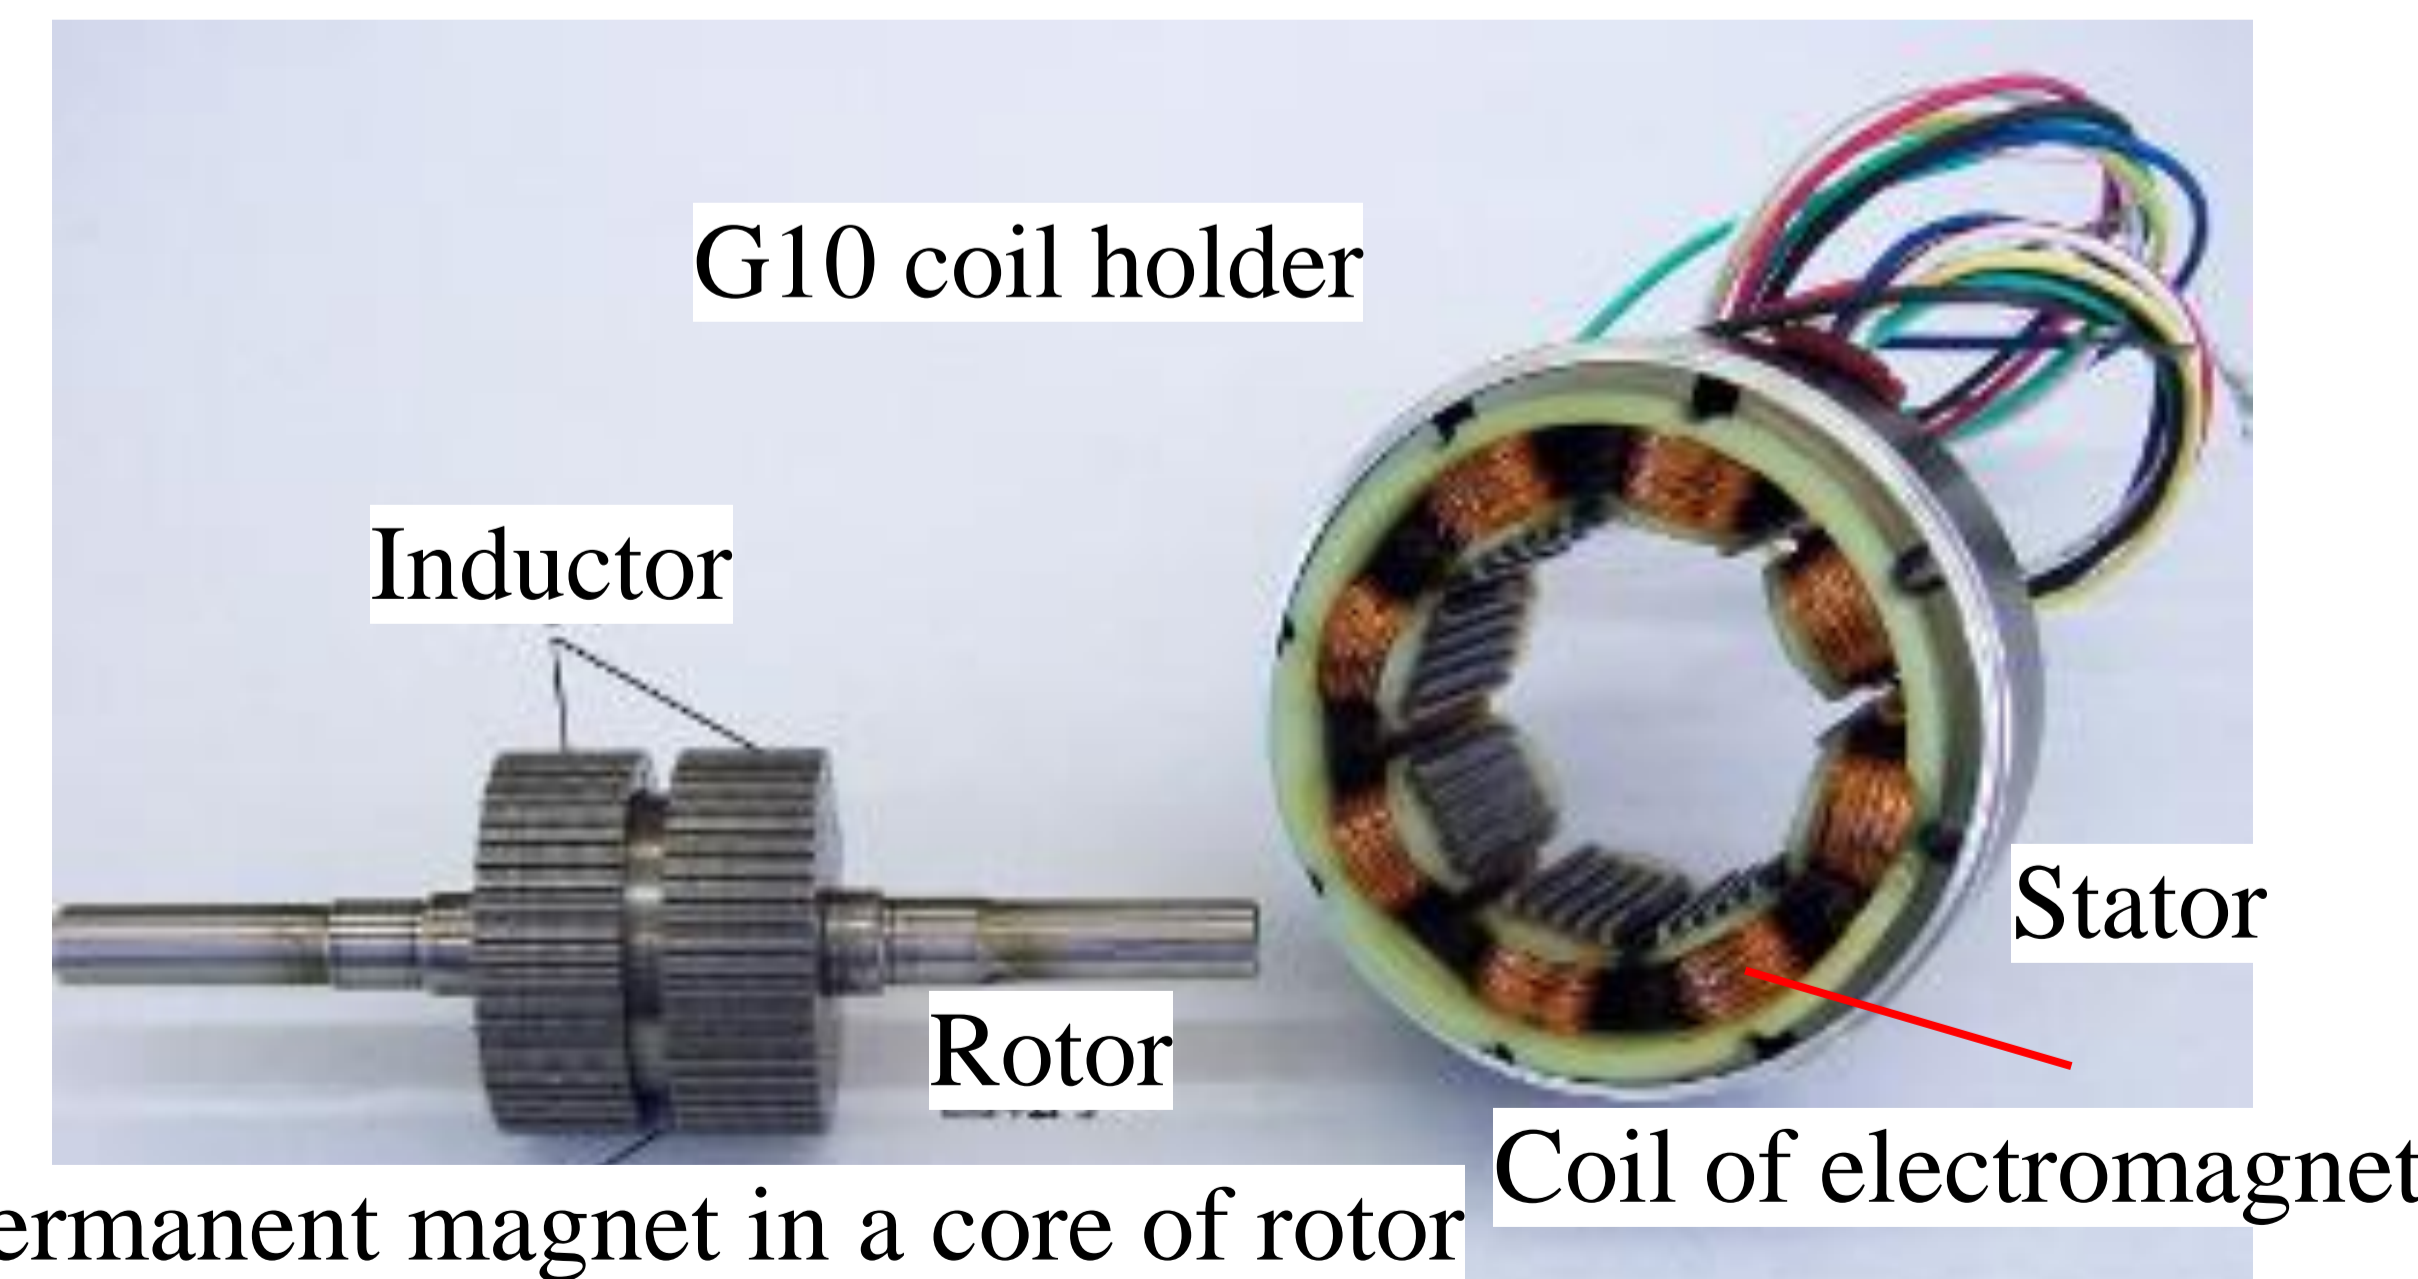 G10 coil holder
Inductor
Stator
Rotor
Coil of electromagnet
ermanent magnet in a core of rotor